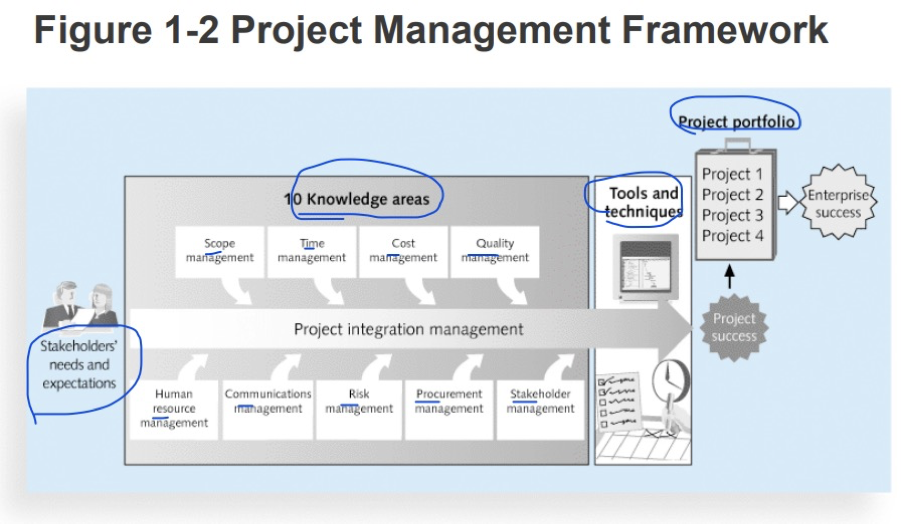 Figure 1-2 Project Management Framework
Project portfolio
10 Knowledge areas
Tools and
techniques
Project 1
Project 2
Project 3
Project 4
Enterprise
success
Scope
management
Time
management
Cost
management
Quality
management
Stakeholders'
needs and
expectations
Project integration management
Project
success
Human
resource
management
Communications
management
Risk
management
Procurement
management
Stakeholder
management